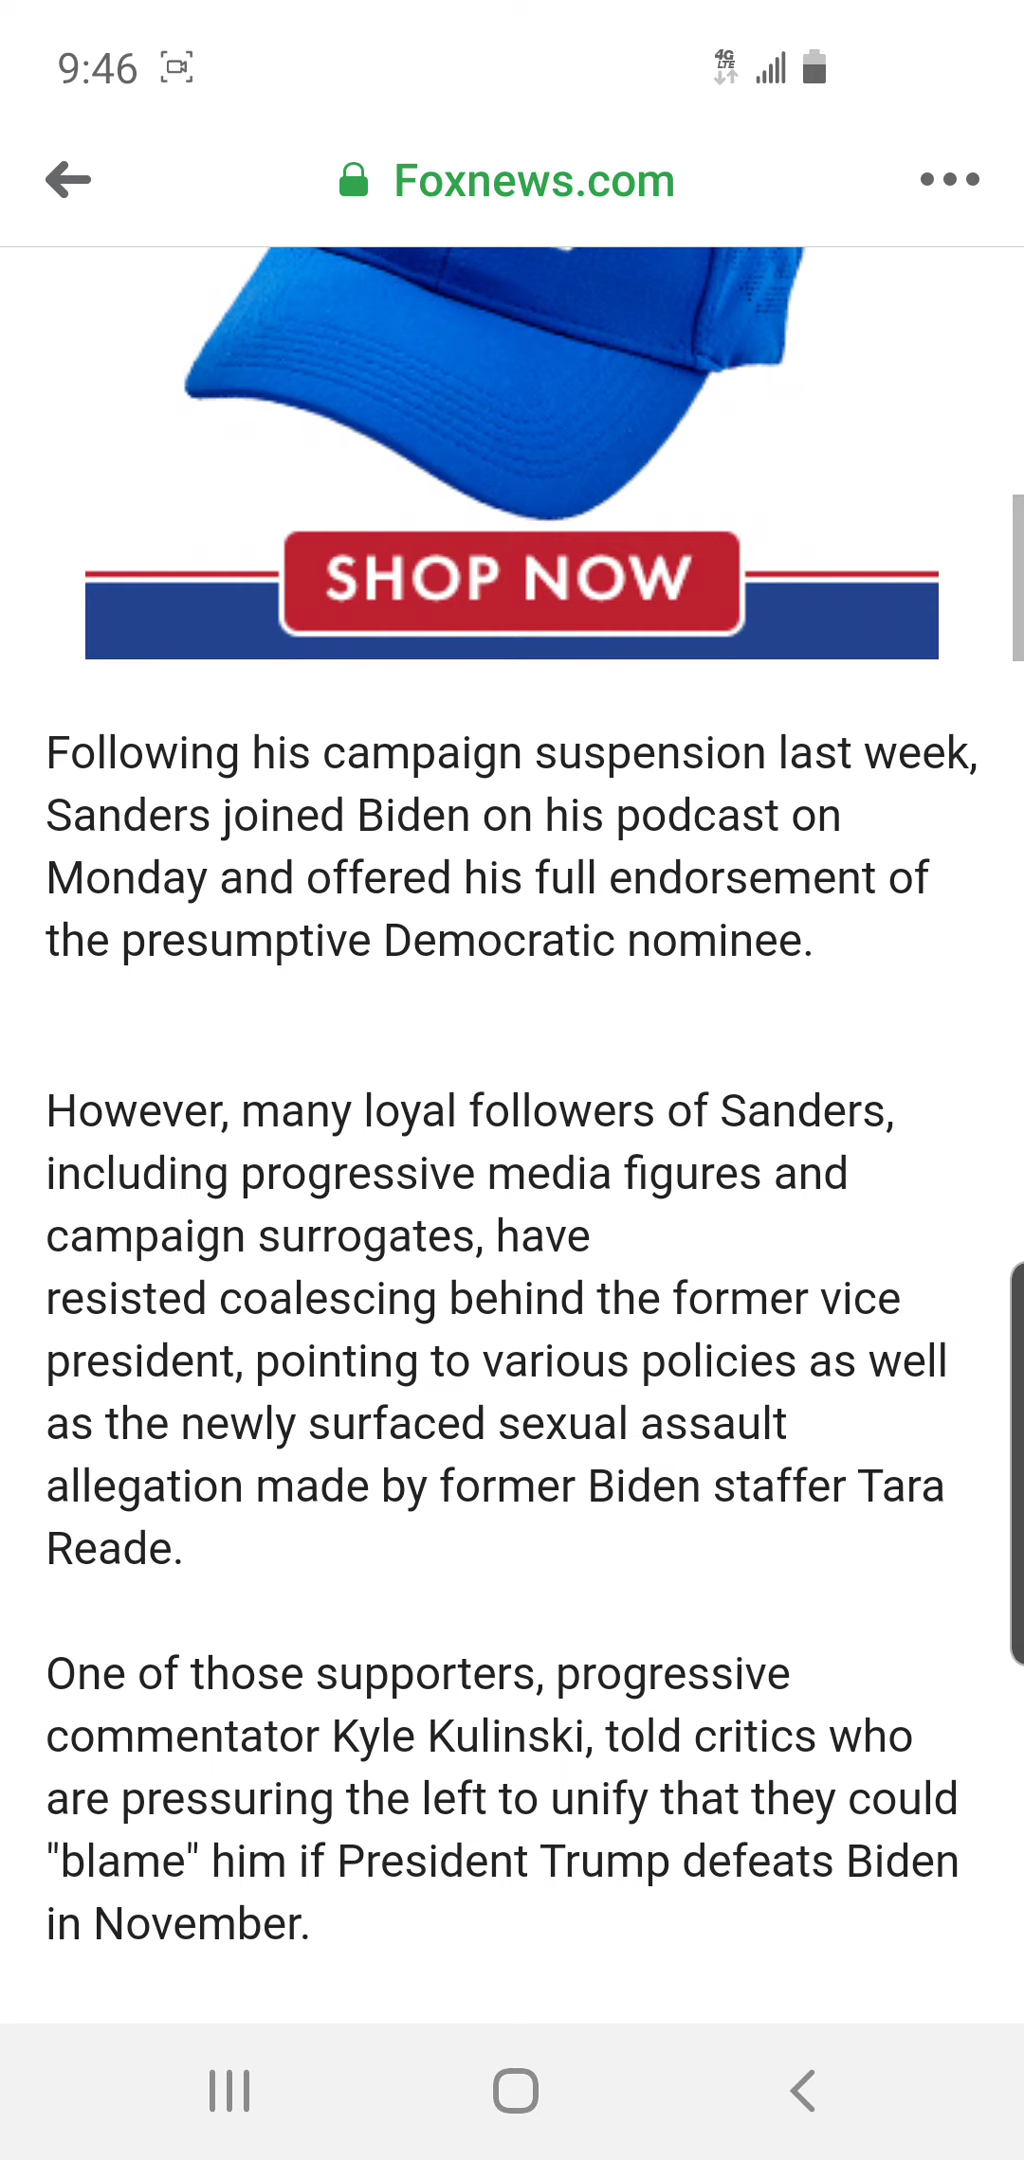 9:46
4G
LTE
Foxnews.com
SHOP NOW
Following his campaign suspension last week,
Sanders joined Biden on his podcast on
Monday and offered his full endorsement of
the presumptive Democratic nominee.
However, many loyal followers of Sanders,
including progressive media figures and
campaign surrogates, have
resisted coalescing behind the former vice
president, pointing to various policies as well
as the newly surfaced sexual assault
allegation made by former Biden staffer Tara
Reade.
One of those supporters, progressive
commentator Kyle Kulinski, told critics who
are pressuring the left to unify that they could
"blame" him if President Trump defeats Biden
in November.